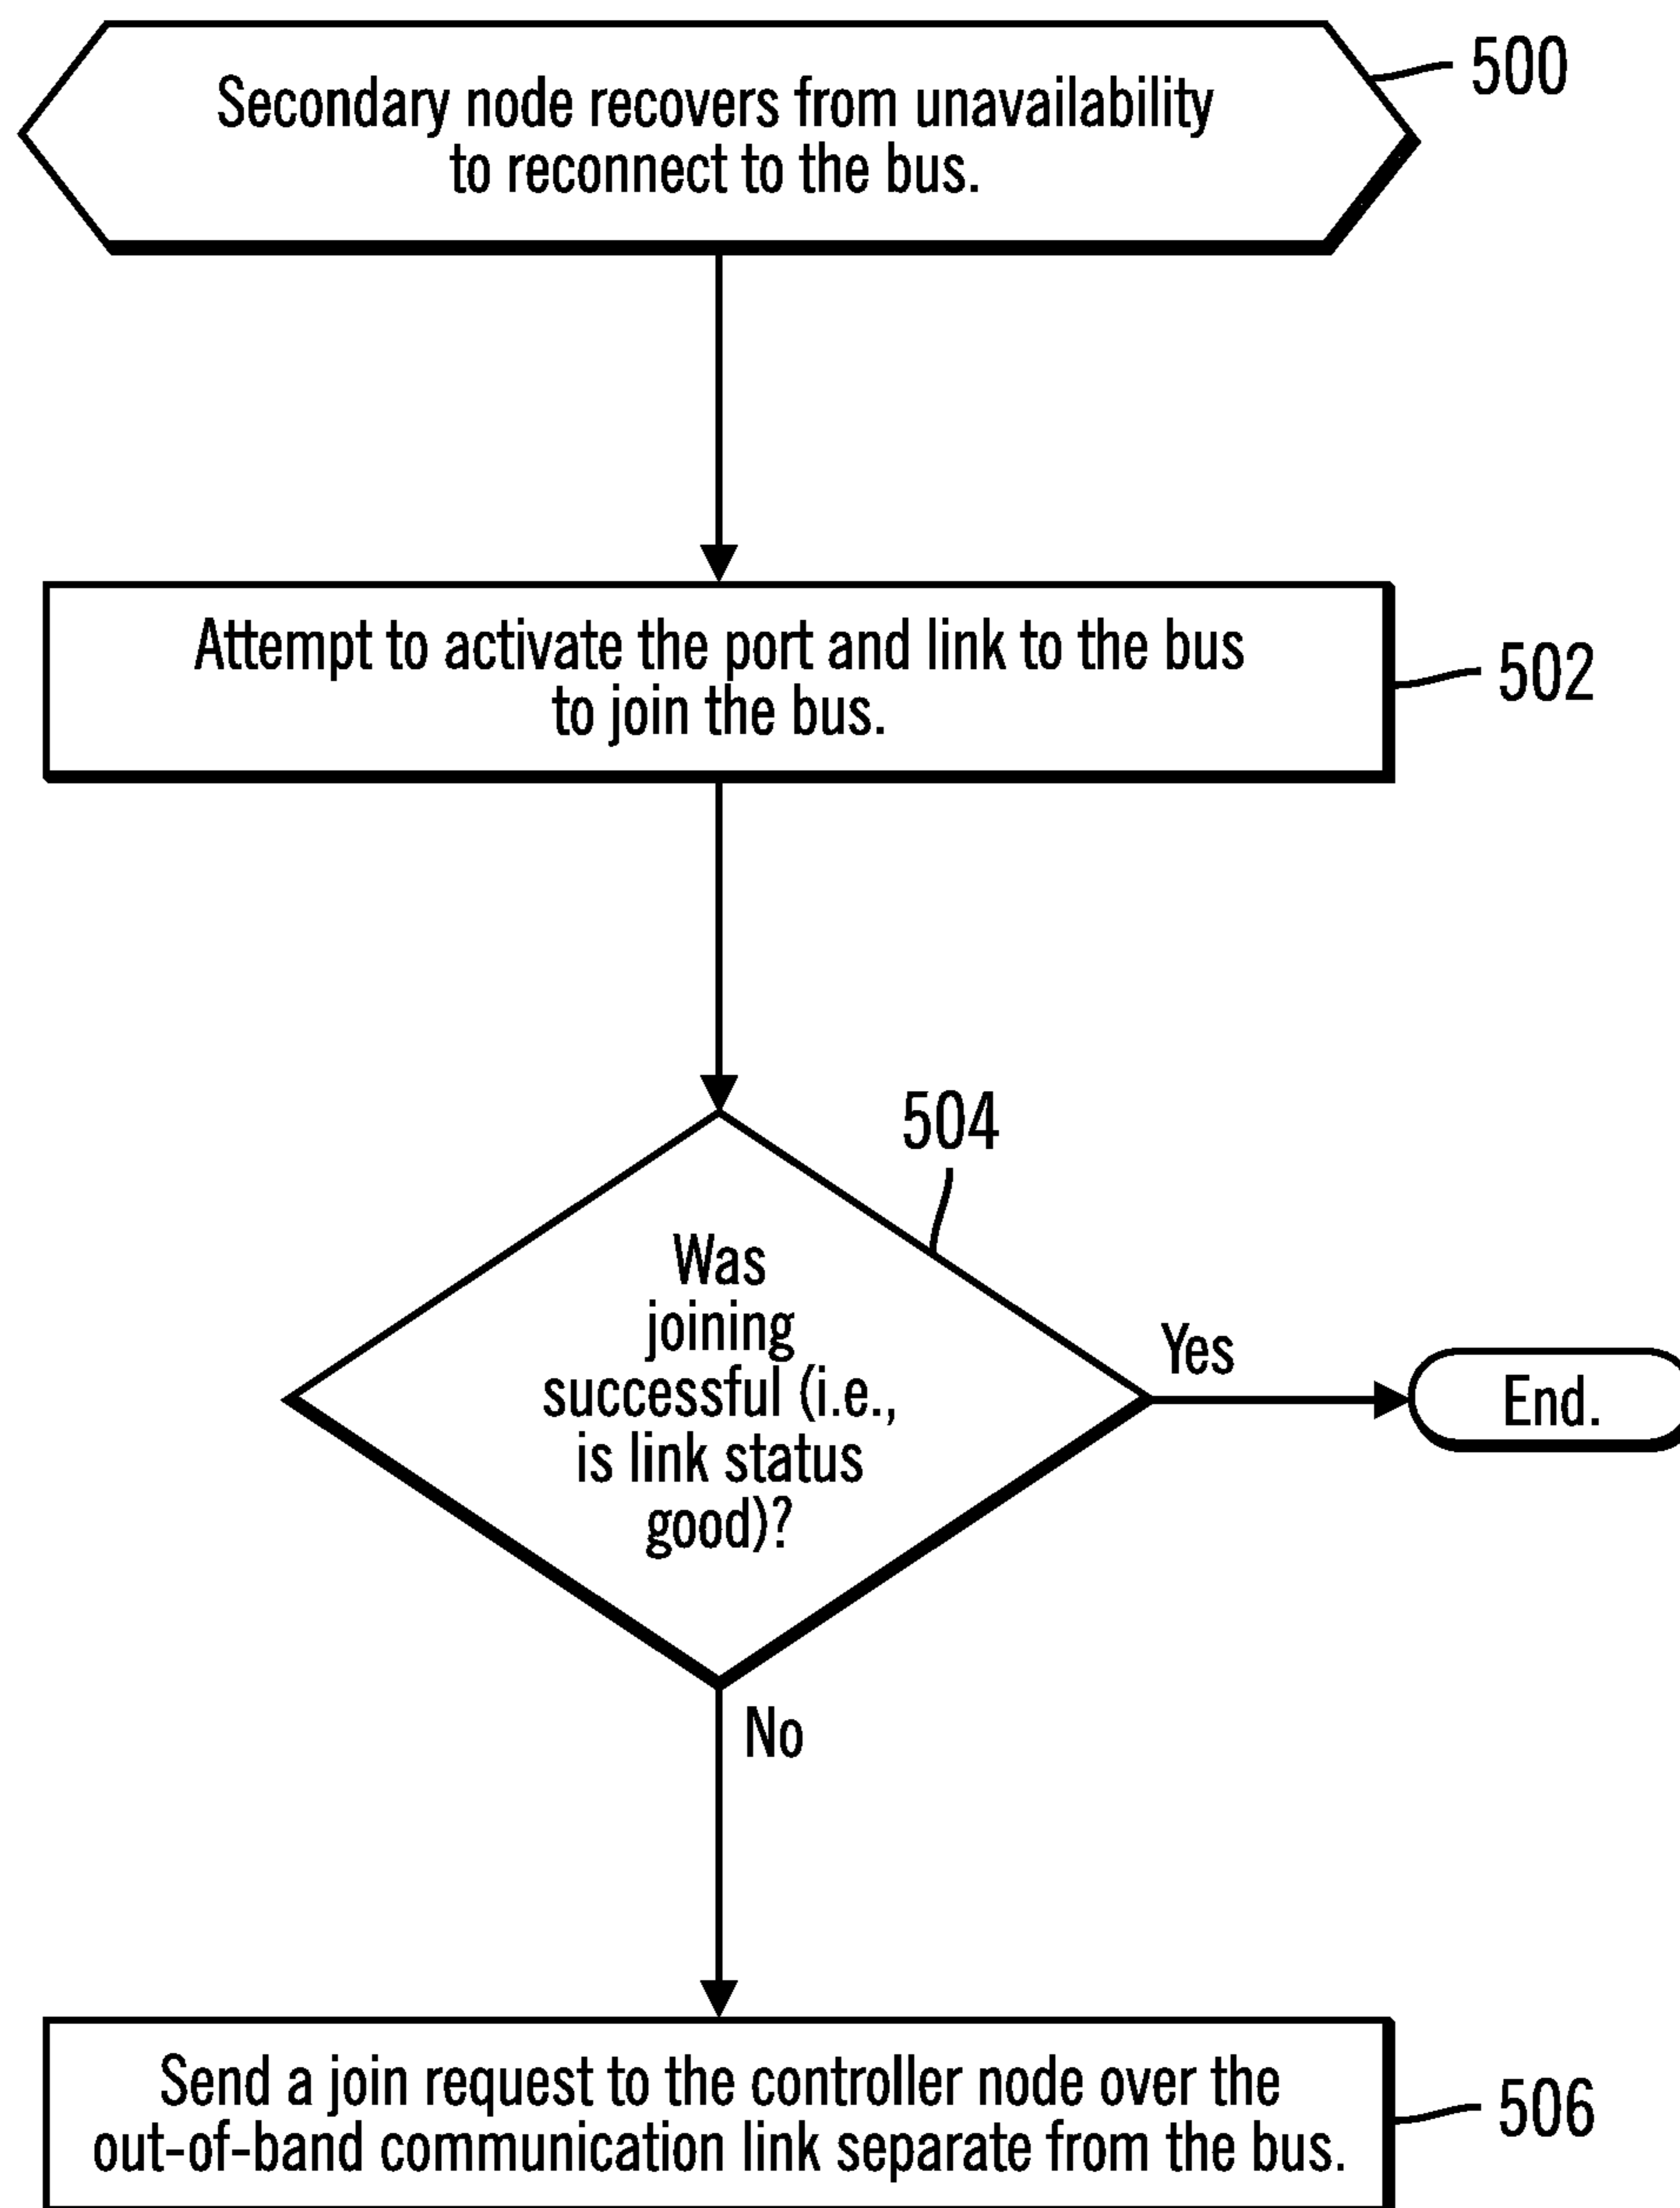 Secondary node recovers from unavailability
to reconnect to the bus.
500
Attempt to activate the port and link to the bus
to join the bus.
502
504
Was
joining
successful (i.e.,
is link status
good)?
Yes
End.
No
Send a join request to the controller node over the
out-of-band communication link separate from the bus.
506